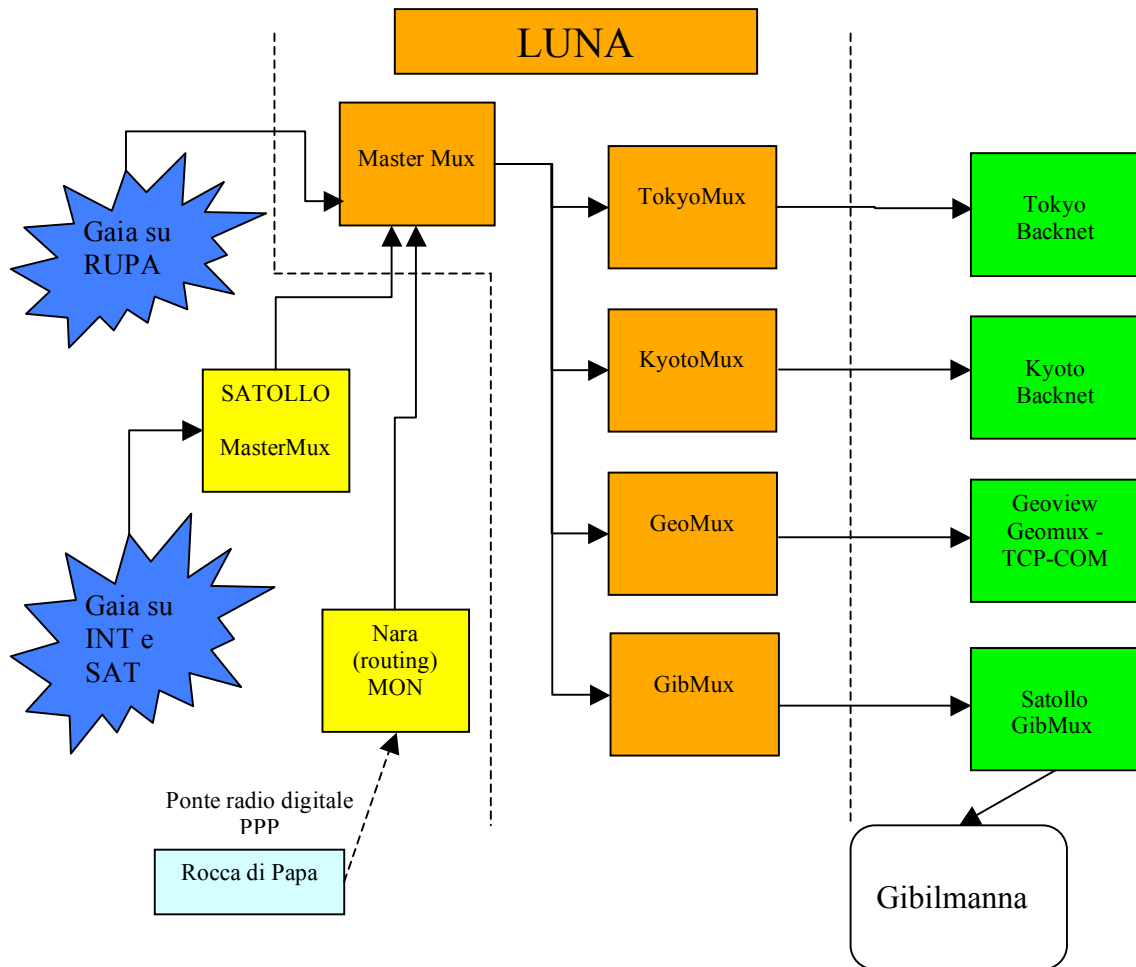 LUNA
Master Mux
TokyoMux
Tokyo
Backnet
Gaia su
RUPA
KyotoMux
Kyoto
Backnet
SATOLLO
MasterMux
GeoMux
Geoview
Geomux -
TCP-COM
Gaia su
INT e
SAT
Nara
(routing)
MON
GibMux
Satollo
GibMux
Ponte radio digitale
PPP
Rocca di Papa
Gibilmanna